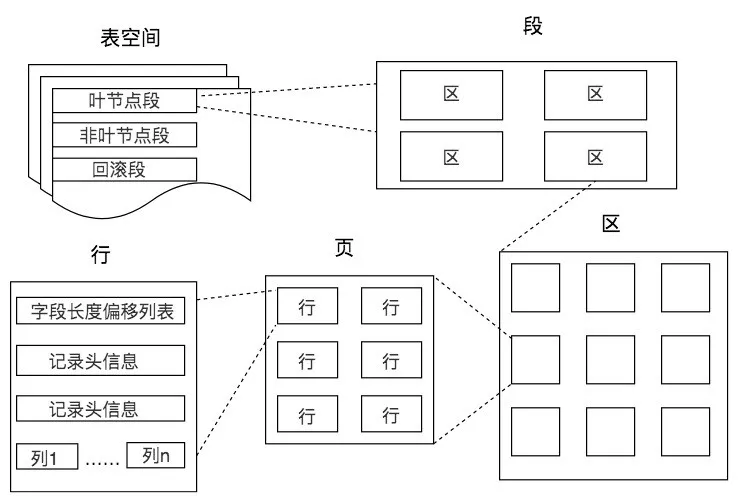 表空间
叶节点段
非叶节点段
回滚段
段
区
区
区
区
行
字段长度偏移列表
记录头信息
记录头信息
列1 …… 列n
页
行 行
行 行
行 行
区